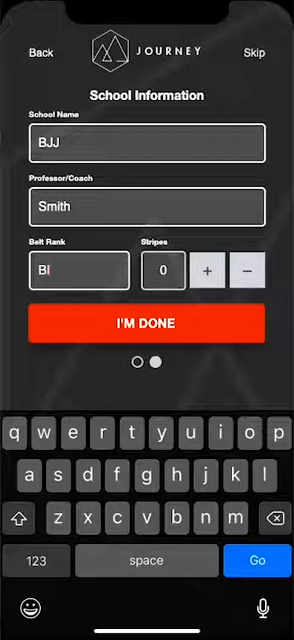 Back JOURNEY Skip
School Information
School Name
BJJ
Professor/Coach
Smith
Belt Rank Stripes
Bl 0 + −
I'M DONE
q w e r t y u i o p
a s d f g h j k l
z x c v b n m
123 space Go